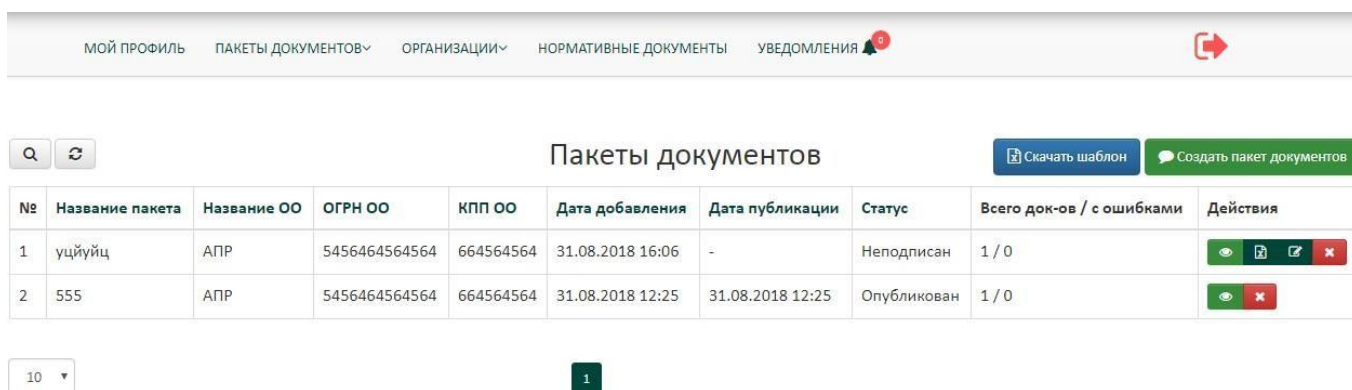 МОЙ ПРОФИЛЬ ПАКЕТЫ ДОКУМЕНТОВ ОРГАНИЗАЦИИ НОРМАТИВНЫЕ ДОКУМЕНТЫ УВЕДОМЛЕНИЯ 0
Пакеты документов Скачать шаблон Создать пакет документов
№ Название пакета Название ОО ОГРН ОО КПП ОО Дата добавления Дата публикации Статус Всего док-ов / с ошибками Действия
1 уцйуйц АПР 5456464564564 664564564 31.08.2018 16:06 - Неподписан 1 / 0
2 555 АПР 5456464564564 664564564 31.08.2018 12:25 31.08.2018 12:25 Опубликован 1 / 0
10 1